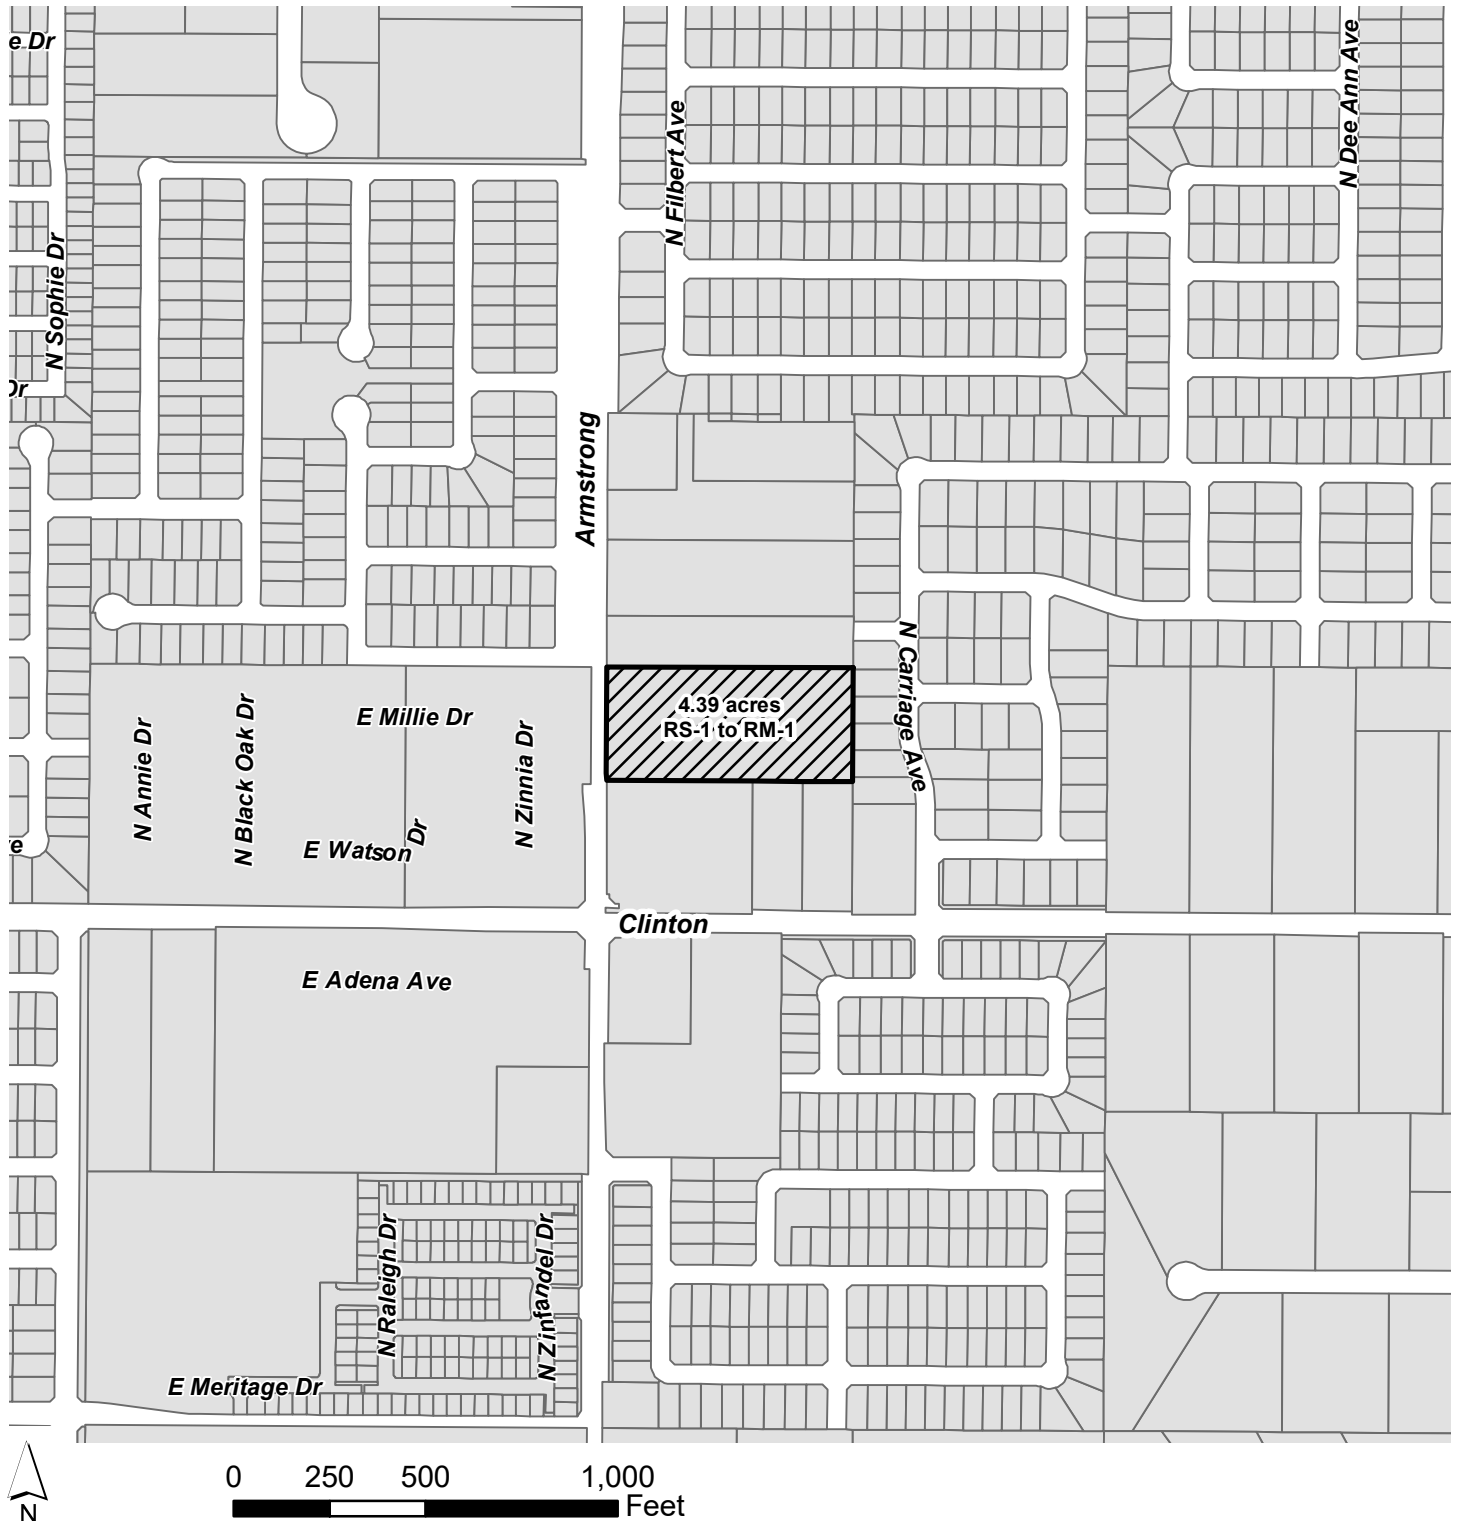 e Dr
N Dee Ann Ave
N Filbert Ave
N Sophie Dr
Dr
Armstrong
N Carriage Ave
4.39 acres
RS-1 to RM-1
E Millie Dr
N Annie Dr
N Black Oak Dr
N Zinnia Dr
E Watson Dr
Clinton
E Adena Ave
N Raleigh Dr
N Zinfandel Dr
E Meritage Dr
N
0 250 500 1,000
Feet